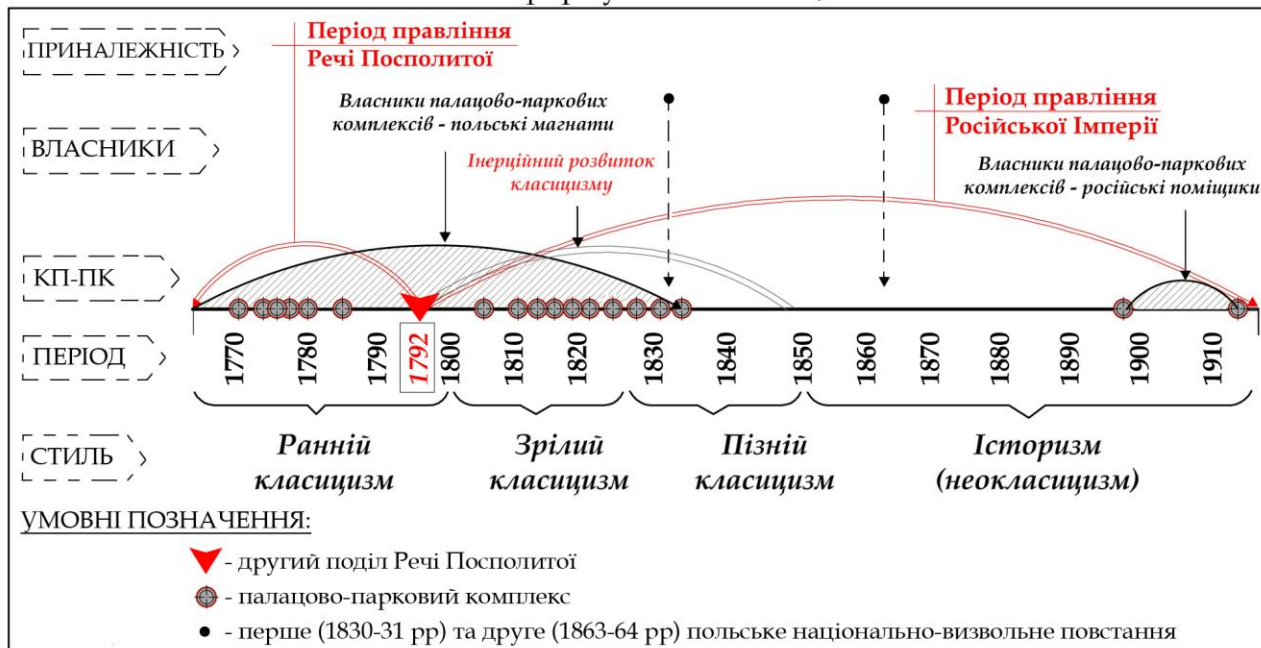 ПРИНАЛЕЖНІСТЬ
Період правління
Речі Посполитої
Власники палацово-паркових
комплексів - польські магнати
Інерційний розвиток
класицизму
Період правління
Російської Імперії
ВЛАСНИКИ
Власники палацово-паркових
комплексів - російські поміщики
КП-ПК
ПЕРІОД
1770
1780
1790
1792
1800
1810
1820
1830
1840
1850
1860
1870
1880
1890
1900
1910
СТИЛЬ
Ранній
класицизм
Зрілий
класицизм
Пізній
класицизм
Історизм
(неокласицизм)
УМОВНІ ПОЗНАЧЕННЯ:
- другий поділ Речі Посполитої
- палацово-парковий комплекс
- перше (1830-31 рр) та друге (1863-64 рр) польське національно-визвольне повстання